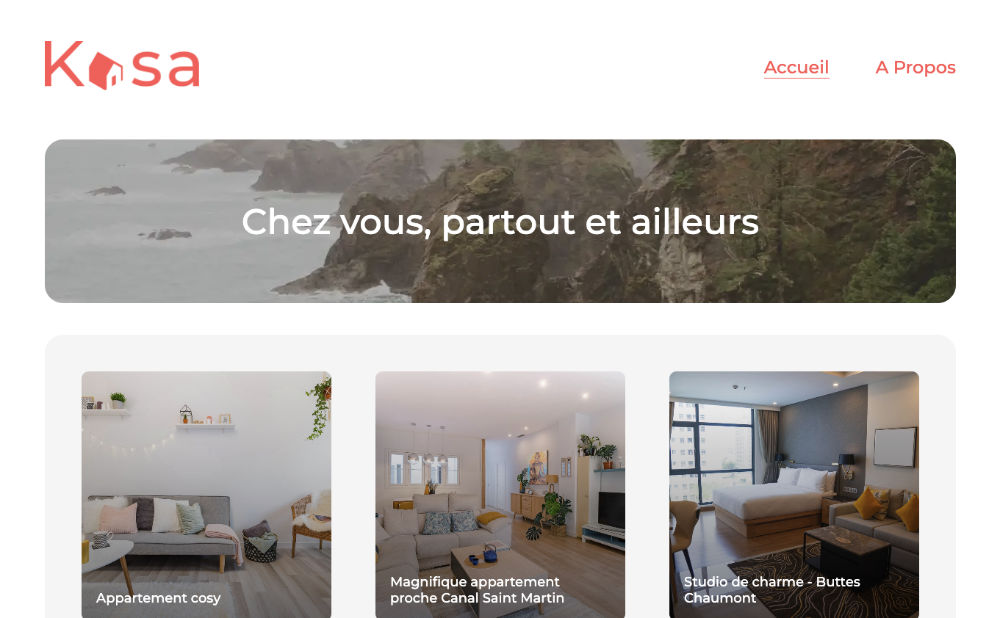 Kasa
Accueil
A Propos
Chez vous, partout et ailleurs
Appartement cosy
Magnifique appartement
proche Canal Saint Martin
Studio de charme - Buttes
Chaumont